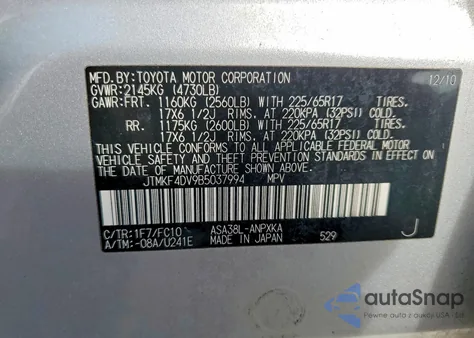 MFD. BY: TOYOTA MOTOR CORPORATION 12/10
GVWR: 2145KG (4730LB)
GAWR: FRT. 1160KG (2560LB) WITH 225/65R17 TIRES.
17X6 1/2J RIMS. AT 220KPA (32PSI) COLD
RR. 1175KG (2600LB) WITH 225/65R17 TIRES.
17X6 1/2J RIMS. AT 220KPA (32PSI) COLD
THIS VEHICLE CONFORMS TO ALL APPLICABLE FEDERAL MOTOR
VEHICLE SAFETY AND THEFT PREVENTION STANDARDS IN EFFECT ON
THE DATE OF MANUFACTURE SHOWN ABOVE.
JTMKF4DV9B5037994 MPV
C/TR: 1F7/FC10 ASA38L-ANPXKA J
A/TM: -08A/U241E MADE IN JAPAN 529
autoSnap
Pewne auto z USA